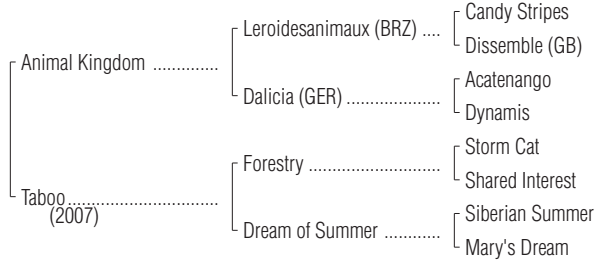 Candy Stripes
Leroidesanimaux (BRZ) ....
Dissemble (GB)
Animal Kingdom ..............
Acatenango
Dalicia (GER) ....................
Dynamis
Storm Cat
Forestry ............................
Shared Interest
Taboo................................
(2007)
Siberian Summer
Dream of Summer ............
Mary's Dream